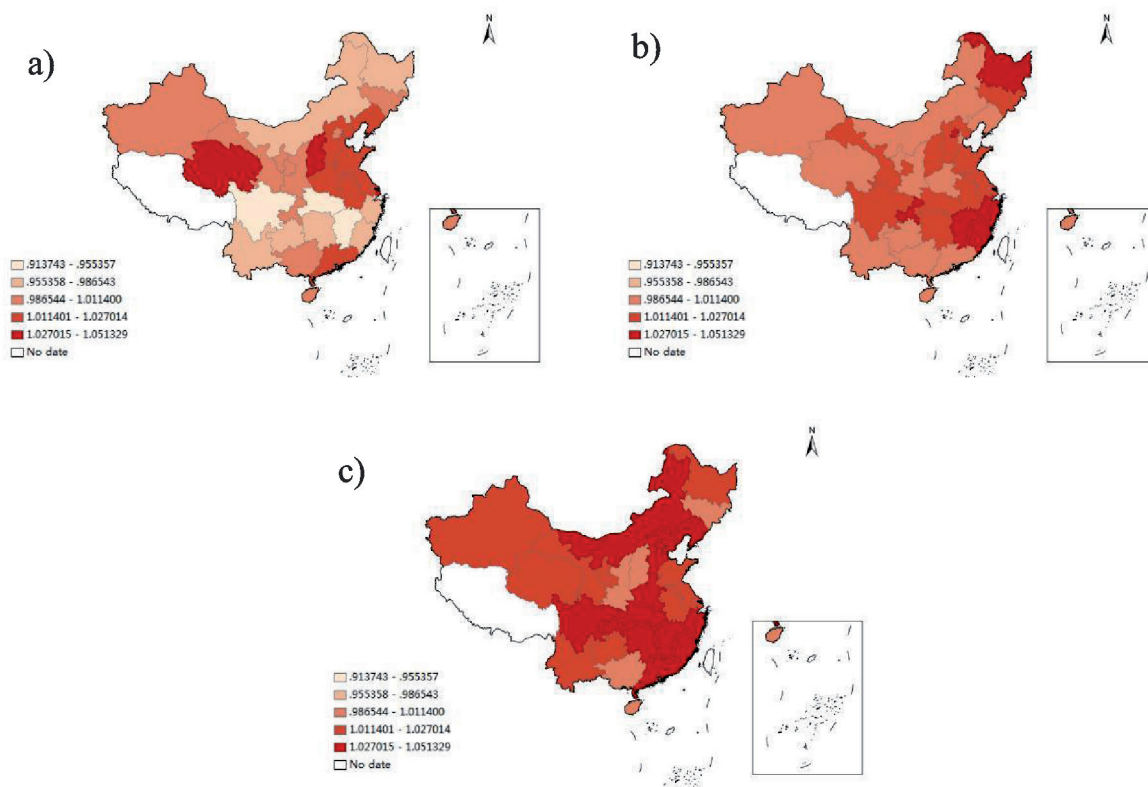 a)
N
.913743 - .955357
.955358 - .986543
.986544 - 1.011400
1.011401 - 1.027014
1.027015 - 1.051329
No date
b)
N
.913743 - .955357
.955358 - .986543
.986544 - 1.011400
1.011401 - 1.027014
1.027015 - 1.051329
No date
c)
N
.913743 - .955357
.955358 - .986543
.986544 - 1.011400
1.011401 - 1.027014
1.027015 - 1.051329
No date